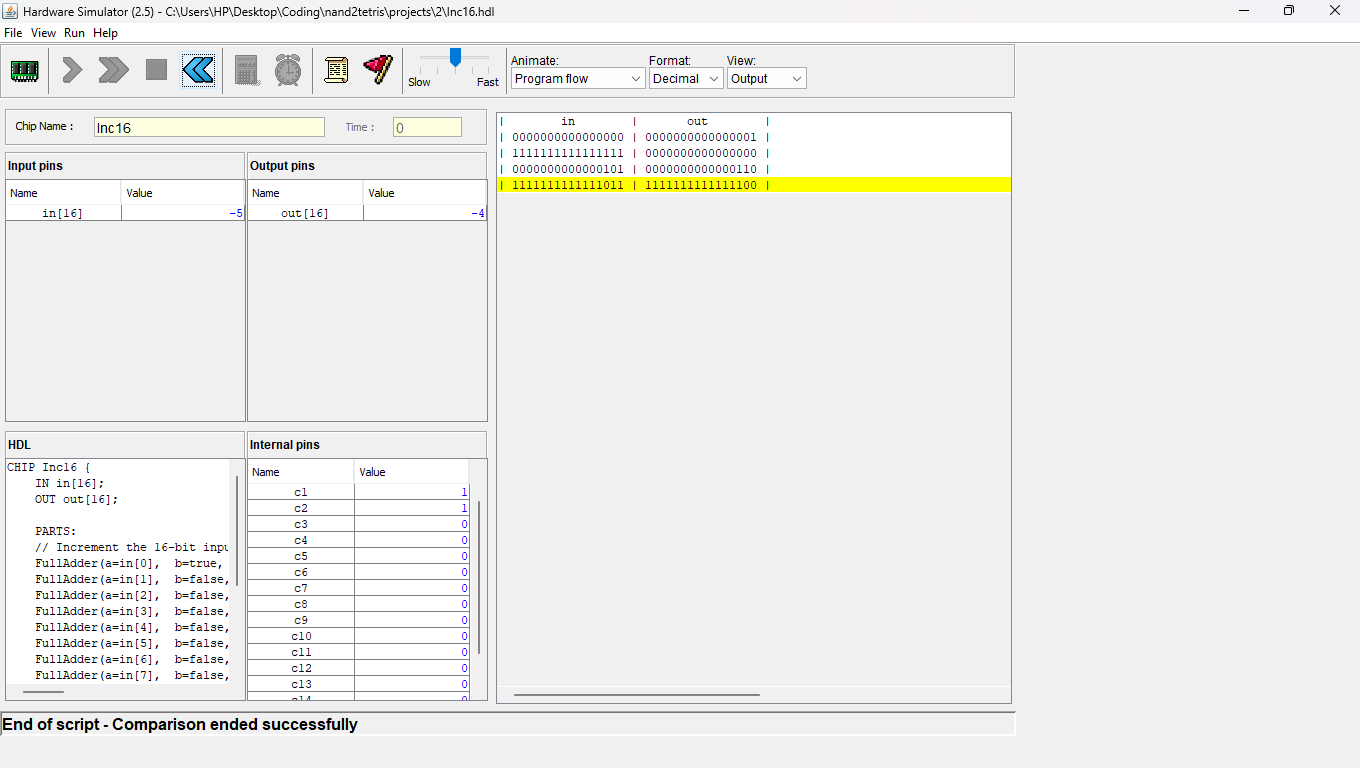 Hardware Simulator (2.5) - C:\Users\HP\Desktop\Coding\nand2tetris\projects\2\Inc16.hdl
File View Run Help
Animate: Format: View:
Slow Fast Program flow Decimal Output
Chip Name : Inc16 Time : 0
Input pins Output pins
Name Value Name Value
in[16] -5 out[16] -4
| in | out |
| 0000000000000000 | 0000000000000001 |
| 1111111111111111 | 0000000000000000 |
| 0000000000000101 | 0000000000000110 |
| 1111111111111011 | 1111111111111100 |
HDL
CHIP Inc16 {
IN in[16];
OUT out[16];
PARTS:
// Increment the 16-bit inpu
FullAdder(a=in[0], b=true,
FullAdder(a=in[1], b=false,
FullAdder(a=in[2], b=false,
FullAdder(a=in[3], b=false,
FullAdder(a=in[4], b=false,
FullAdder(a=in[5], b=false,
FullAdder(a=in[6], b=false,
FullAdder(a=in[7], b=false,
Internal pins
Name Value
c1 1
c2 1
c3 0
c4 0
c5 0
c6 0
c7 0
c8 0
c9 0
c10 0
c11 0
c12 0
c13 0
c14 0
End of script - Comparison ended successfully